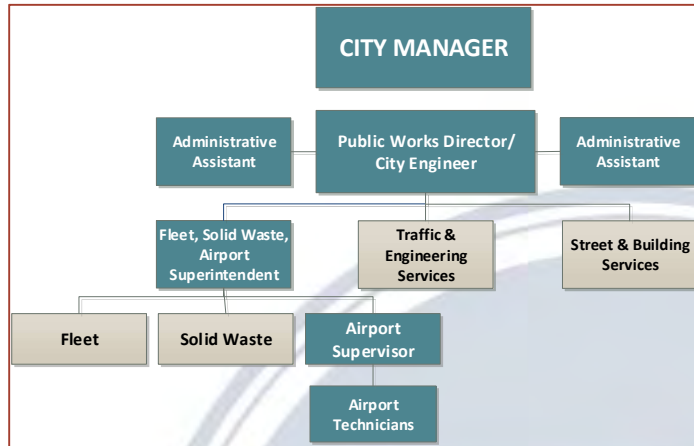 CITY MANAGER
Administrative
Assistant
Public Works Director/
City Engineer
Administrative
Assistant
Fleet, Solid Waste,
Airport
Superintendent
Traffic &
Engineering
Services
Street & Building
Services
Fleet
Solid Waste
Airport
Supervisor
Airport
Technicians